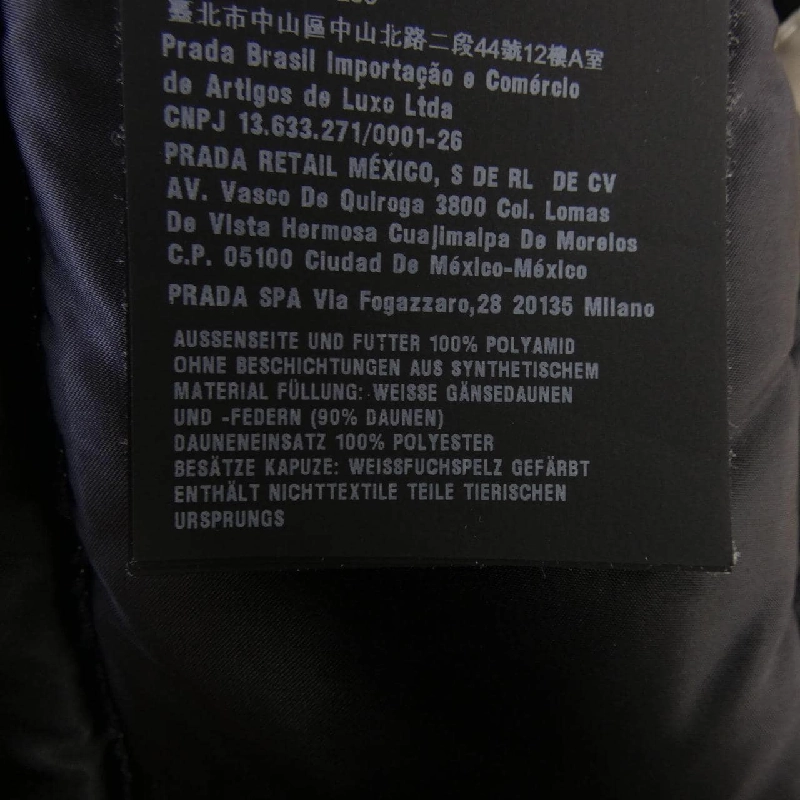 臺北市中山區中山北路二段44號12樓A室
Prada Brasil Importação e Comércio
de Artigos de Luxo Ltda
CNPJ 13.633.271/0001-26
PRADA RETAIL MÉXICO, S DE RL DE CV
AV. Vasco De Quiroga 3800 Col. Lomas
De Vista Hermosa Cuajimalpa De Morelos
C.P. 05100 Ciudad De México-México
PRADA SPA Via Fogazzaro,28 20135 Milano
AUSSENSEITE UND FUTTER 100% POLYAMID
OHNE BESCHICHTUNGEN AUS SYNTHETISCHEM
MATERIAL FÜLLUNG: WEISSE GÄNSEDAUNEN
UND -FEDERN (90% DAUNEN)
DAUNENEINSATZ 100% POLYESTER
BESÄTZE KAPUZE: WEISSFUCHSPELZ GEFÄRBT
ENTHÄLT NICHTTEXTILE TEILE TIERISCHEN
URSPRUNGS